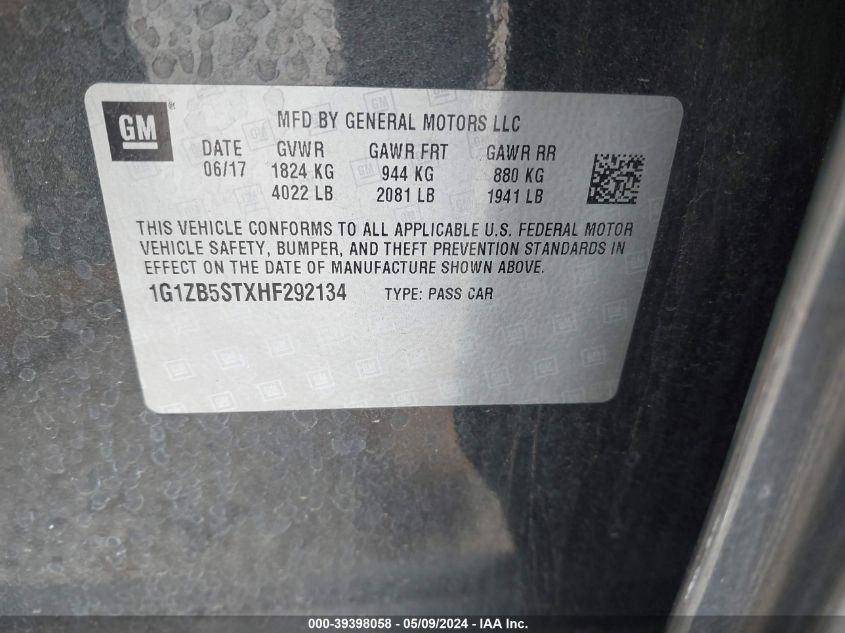 GM ®
MFD BY GENERAL MOTORS LLC
DATE GVWR GAWR FRT GAWR RR
06/17 1824 KG 944 KG 880 KG
4022 LB 2081 LB 1941 LB
THIS VEHICLE CONFORMS TO ALL APPLICABLE U.S. FEDERAL MOTOR
VEHICLE SAFETY, BUMPER, AND THEFT PREVENTION STANDARDS IN
EFFECT ON THE DATE OF MANUFACTURE SHOWN ABOVE.
1G1ZB5STXHF292134 TYPE: PASS CAR
000-39398058 - 05/09/2024 - Copyright © 2024 - IAA, Inc.